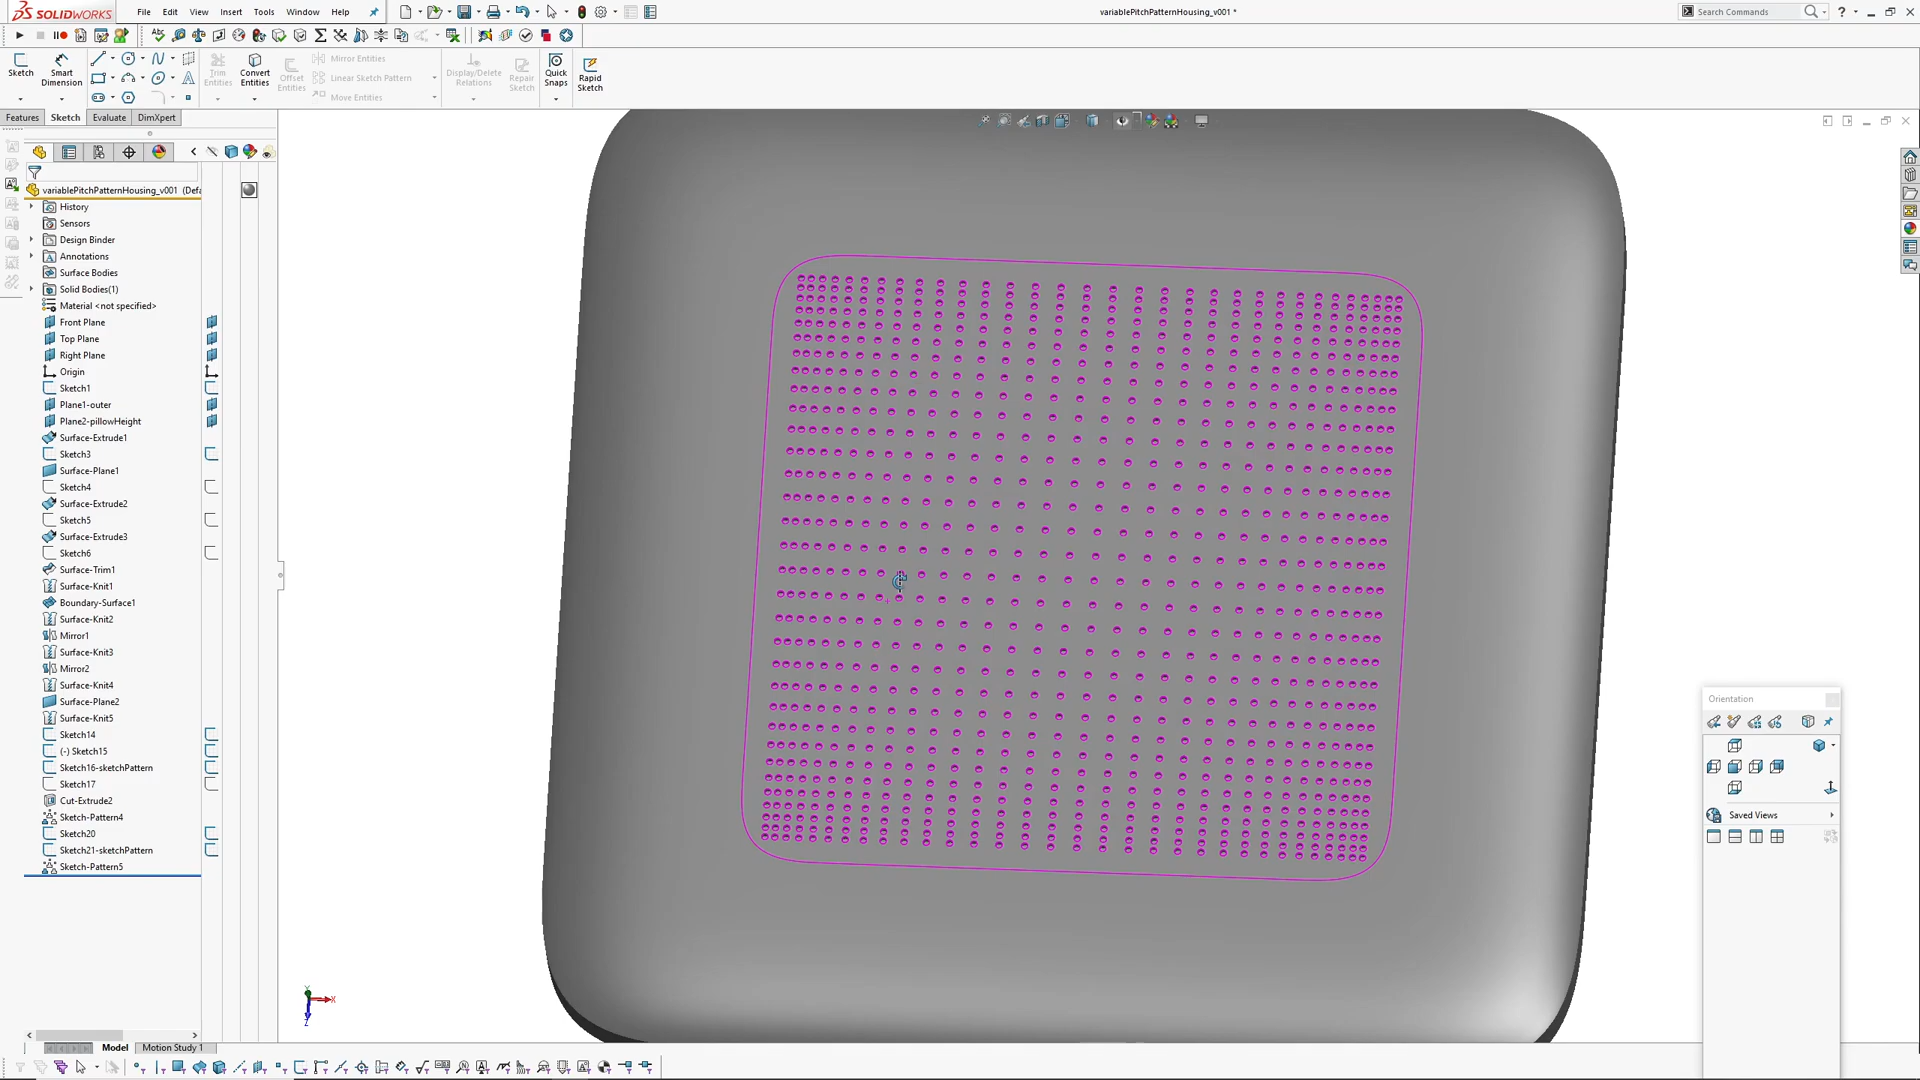 SOLIDWORKS
File Edit View Insert Tools Window Help
variablePitchPatternHousing_v001 *
Search Commands
Sketch
Smart Dimension
Trim Entities
Convert Entities
Offset Entities
Mirror Entities
Linear Sketch Pattern
Move Entities
Display/Delete Relations
Repair Sketch
Quick Snaps
Rapid Sketch
Features Sketch Evaluate DimXpert
variablePitchPatternHousing_v001 (Defa
History
Sensors
Design Binder
Annotations
Surface Bodies
Solid Bodies(1)
Material <not specified>
Front Plane
Top Plane
Right Plane
Origin
Sketch1
Plane1-outer
Plane2-pillowHeight
Surface-Extrude1
Sketch3
Surface-Plane1
Sketch4
Surface-Extrude2
Sketch5
Surface-Extrude3
Sketch6
Surface-Trim1
Surface-Knit1
Boundary-Surface1
Surface-Knit2
Mirror1
Surface-Knit3
Mirror2
Surface-Knit4
Surface-Plane2
Surface-Knit5
Sketch14
(-) Sketch15
Sketch16-sketchPattern
Sketch17
Cut-Extrude2
Sketch-Pattern4
Sketch20
Sketch21-sketchPattern
Sketch-Pattern5
Orientation
Saved Views
Y
X
Z
Model Motion Study 1